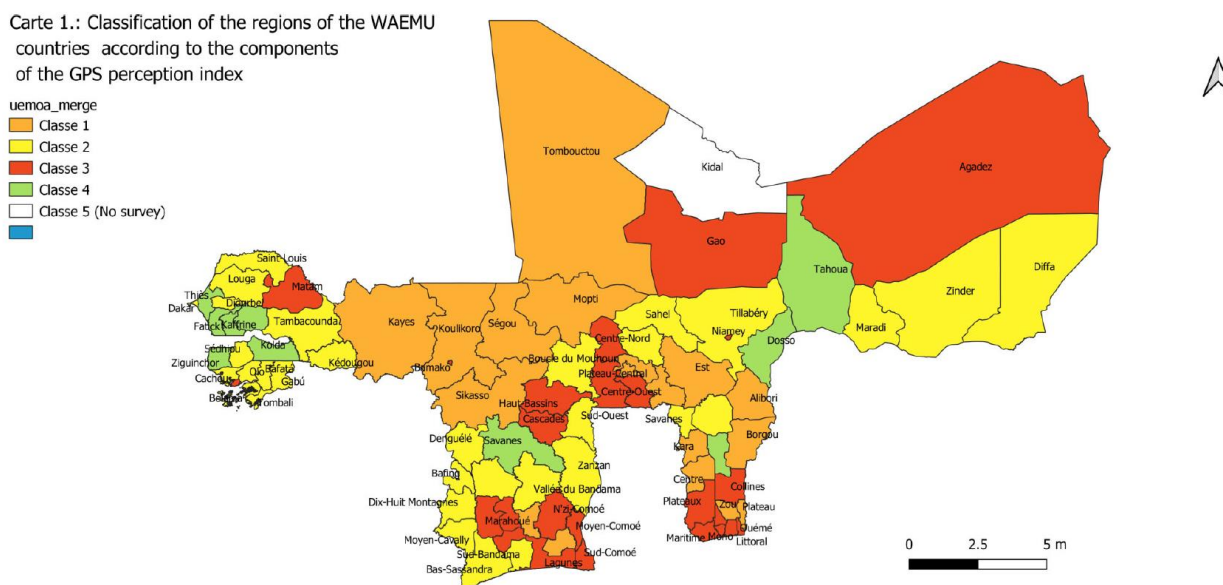 Carte 1.: Classification of the regions of the WAEMU
countries according to the components
of the GPS perception index
uemoa_merge
Classe 1
Classe 2
Classe 3
Classe 4
Classe 5 (No survey)
Tombouctou
Kidal
Agadez
Gao
Tahoua
Diffa
Zinder
Maradi
Saint-Louis
Louga
Matam
Thiès
Diourbel
Dakar
Fatick
Kaffrine
Tambacounda
Kolda
Sédhiou
Ziguinchor
Kédougou
Cacheu
Oio
Bafatá
Gabú
Tombali
Kayes
Koulikoro
Ségou
Mopti
Bamako
Sikasso
Sahel
Tillabéry
Niamey
Dosso
Centre-Nord
Boucle du Mouhoun
Plateau-Central
Est
Centre-Ouest
Haut-Bassins
Cascades
Sud-Ouest
Savanes
Alibori
Borgou
Kara
Centre
Collines
Plateaux
Zou
Plateau
Ouémé
Maritime
Mono
Littoral
Denguélé
Savanes
Bafing
Zanzan
Vallée du Bandama
Dix-Huit Montagnes
N'zi-Comoé
Marahoué
Moyen-Comoé
Moyen-Cavally
Sud-Bandama
Sud-Comoé
Bas-Sassandra
Lagunes
0 2.5 5 m